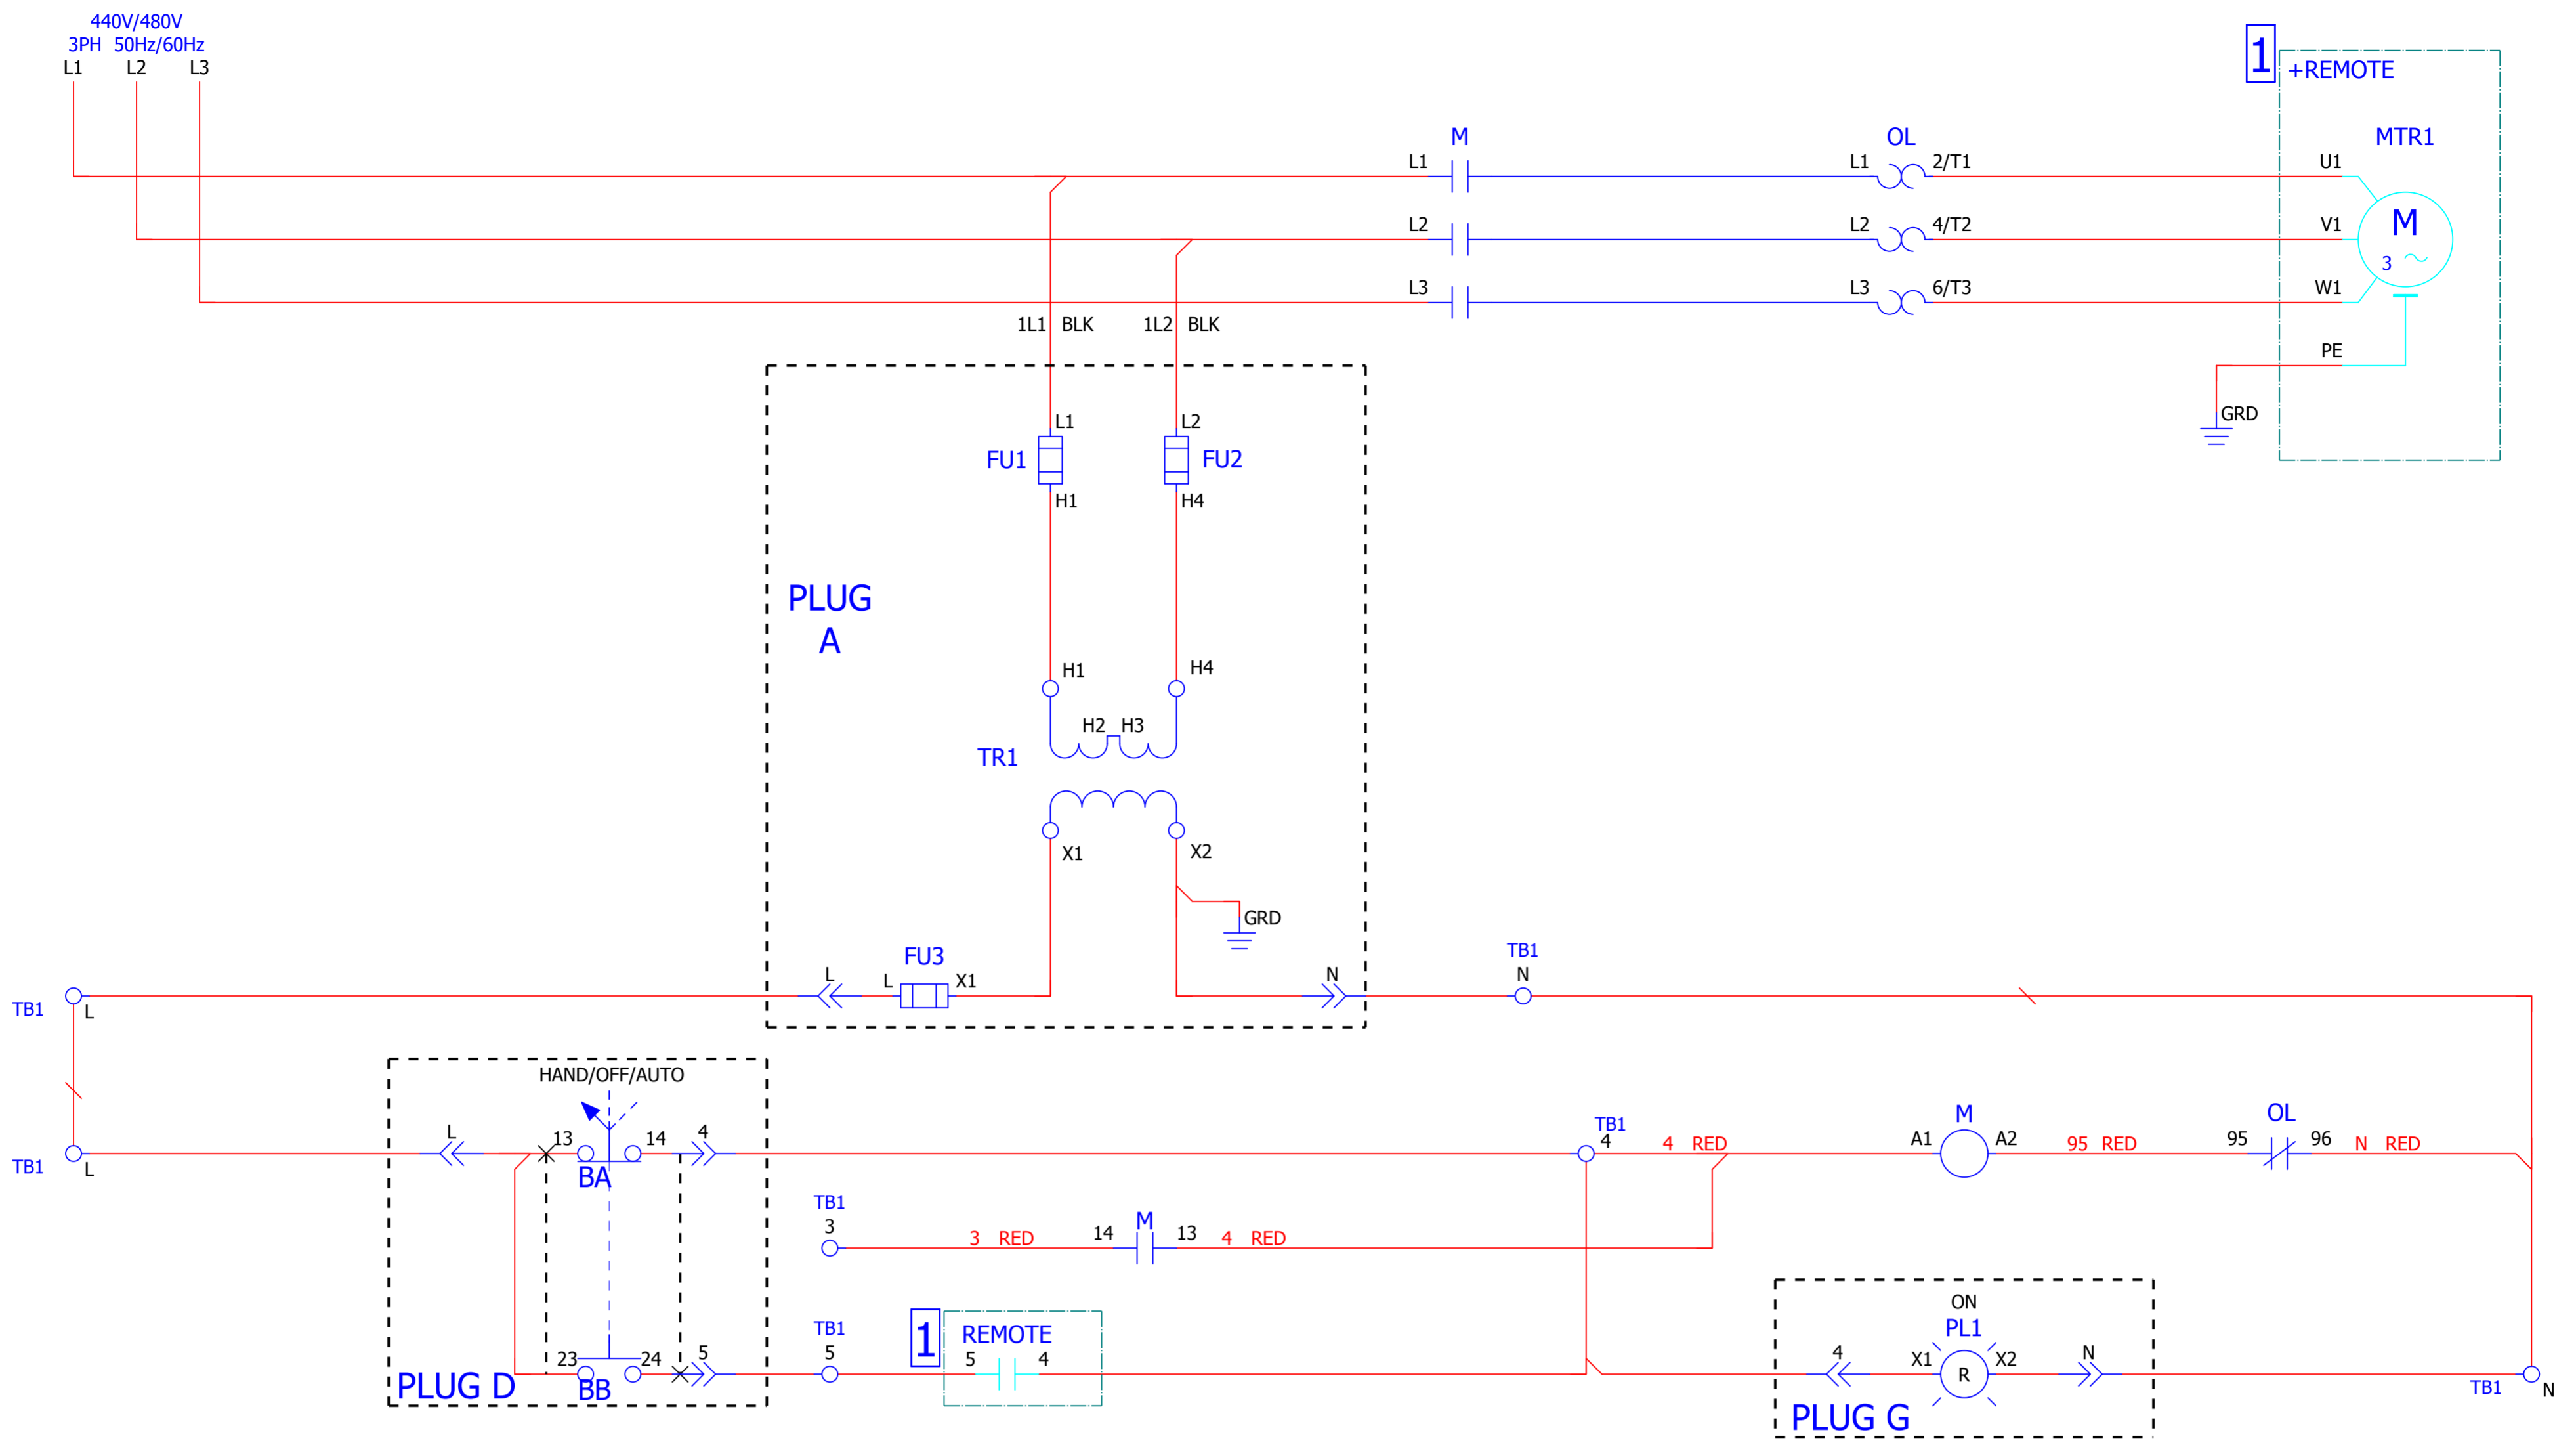 440V/480V
3PH 50Hz/60Hz
L1 L2 L3
1 +REMOTE
M OL MTR1
L1 L1 2/T1 U1
L2 L2 4/T2 V1 M
3
L3 L3 6/T3 W1
1L1 BLK 1L2 BLK
PE
GRD
L1 L2
FU1 FU2
H1 H4
PLUG
A
H1 H4
H2 H3
TR1
X1 X2
GRD
FU3
L L X1 N
TB1
N
TB1 L
HAND/OFF/AUTO
L 13 14 4
TB1 L
BA
TB1
4 4 RED A1 M A2 95 RED 95 OL 96 N RED
TB1
3 3 RED 14 M 13 4 RED
TB1
5 1 REMOTE
5 4
23 24 5
BB
PLUG D
ON
PL1
4 X1 R X2 N
PLUG G
TB1 N